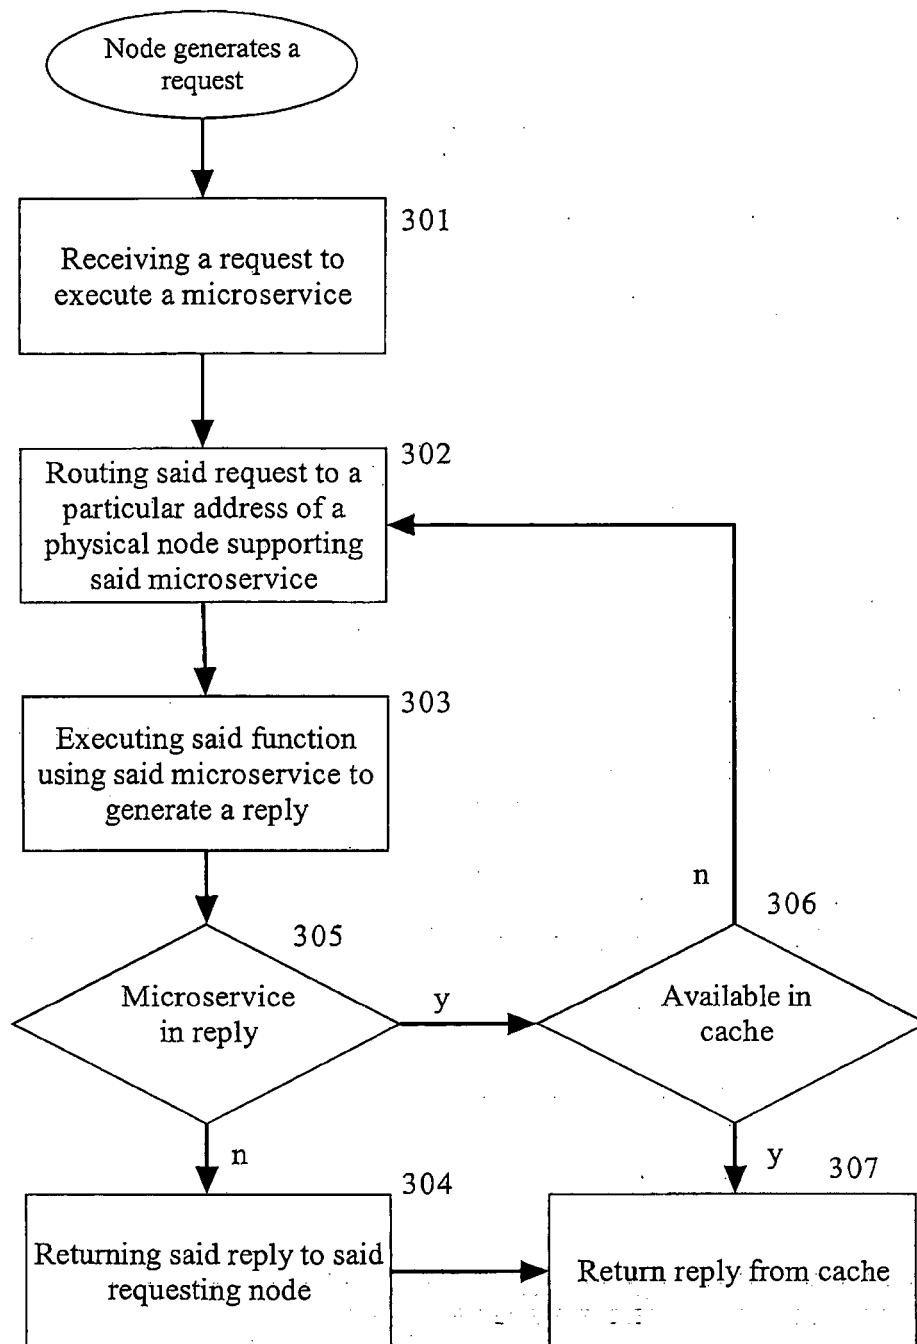 Node generates a
request
301
Receiving a request to
execute a microservice
302
Routing said request to a
particular address of a
physical node supporting
said microservice
303
Executing said function
using said microservice to
generate a reply
n
306
305
Microservice
in reply
y
Available in
cache
n
304
y
307
Returning said reply to said
requesting node
Return reply from cache